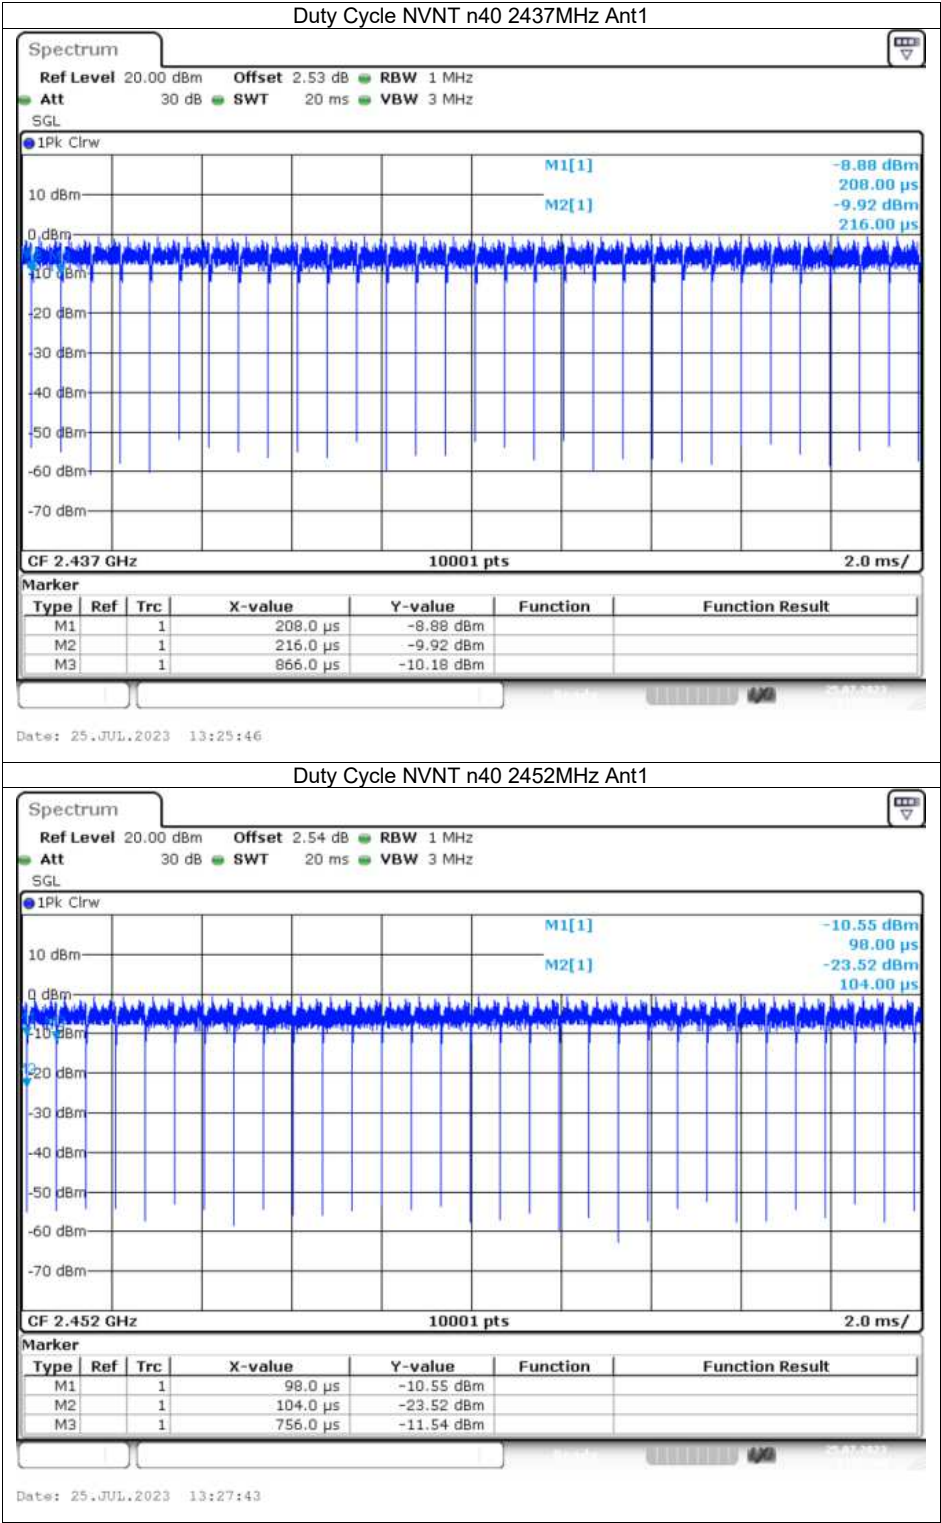 Duty Cycle NVNT n40 2437MHz Ant1
Spectrum
Ref Level 20.00 dBm Offset 2.53 dB RBW 1 MHz
Att 30 dB SWT 20 ms VBW 3 MHz
SGL
1Pk Clrw
M1[1] -8.88 dBm
208.00 µs
10 dBm
M2[1] -9.92 dBm
216.00 µs
0 dBm
-10 dBm
-20 dBm
-30 dBm
-40 dBm
-50 dBm
-60 dBm
-70 dBm
CF 2.437 GHz 10001 pts 2.0 ms/
Marker
Type Ref Trc X-value Y-value Function Function Result
M1 1 208.0 µs -8.88 dBm
M2 1 216.0 µs -9.92 dBm
M3 1 866.0 µs -10.18 dBm
Date: 25.JUL.2023 13:25:46
Duty Cycle NVNT n40 2452MHz Ant1
Spectrum
Ref Level 20.00 dBm Offset 2.54 dB RBW 1 MHz
Att 30 dB SWT 20 ms VBW 3 MHz
SGL
1Pk Clrw
M1[1] -10.55 dBm
98.00 µs
10 dBm
M2[1] -23.52 dBm
104.00 µs
0 dBm
-10 dBm
-20 dBm
-30 dBm
-40 dBm
-50 dBm
-60 dBm
-70 dBm
CF 2.452 GHz 10001 pts 2.0 ms/
Marker
Type Ref Trc X-value Y-value Function Function Result
M1 1 98.0 µs -10.55 dBm
M2 1 104.0 µs -23.52 dBm
M3 1 756.0 µs -11.54 dBm
Date: 25.JUL.2023 13:27:43